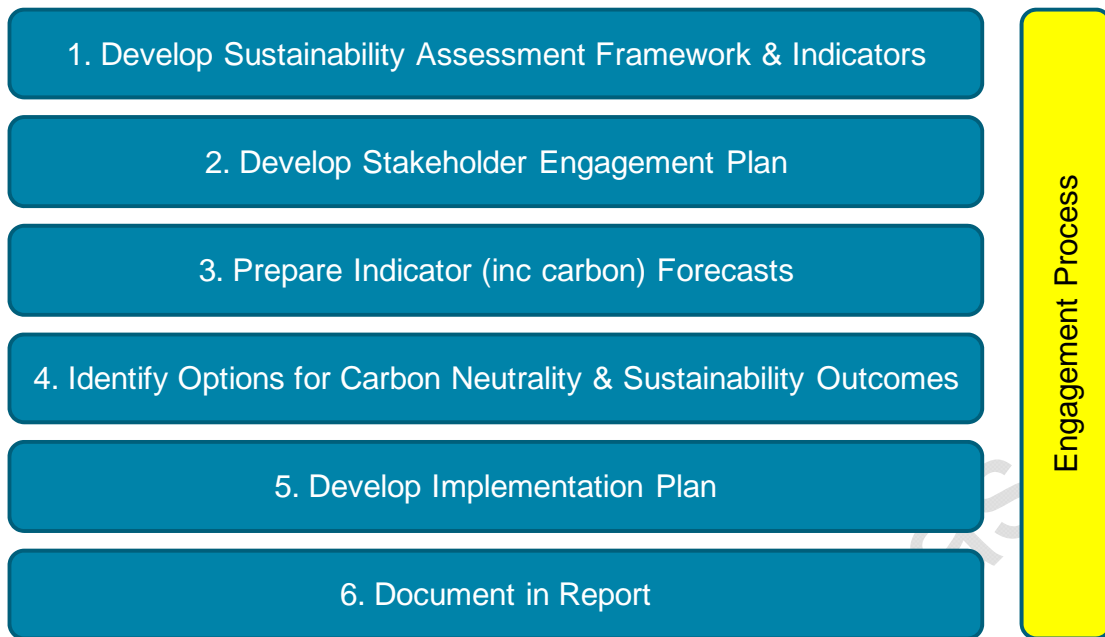 1. Develop Sustainability Assessment Framework & Indicators
2. Develop Stakeholder Engagement Plan
3. Prepare Indicator (inc carbon) Forecasts
4. Identify Options for Carbon Neutrality & Sustainability Outcomes
5. Develop Implementation Plan
6. Document in Report
Engagement Process